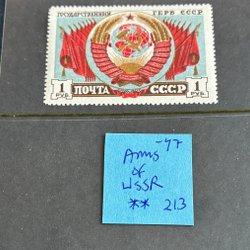 ГОСУДАРСТВЕННЫЙ ГЕРБ СССР
1 РУБ. ПОЧТА СССР 1 РУБ.
-47
Arms
of
USSR
** 213